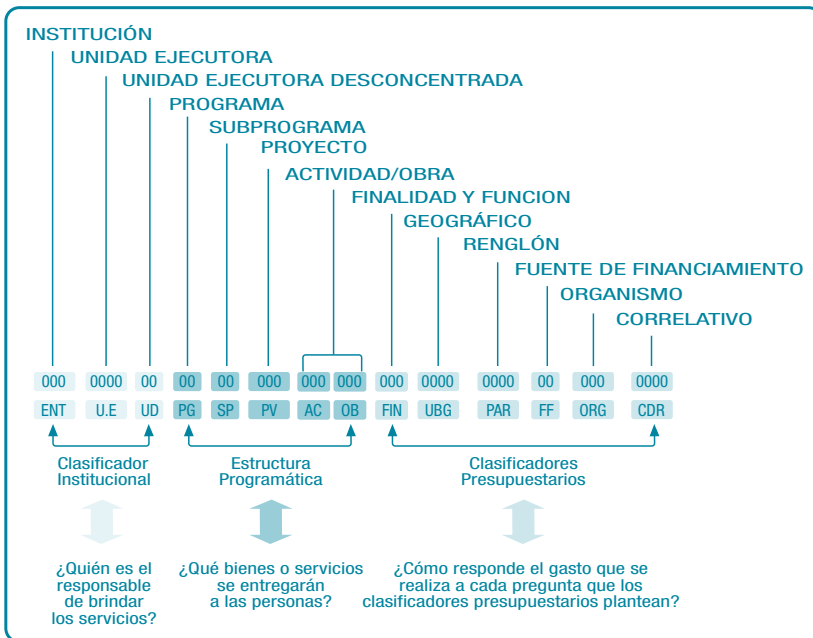 INSTITUCIÓN
UNIDAD EJECUTORA
UNIDAD EJECUTORA DESCONCENTRADA
PROGRAMA
SUBPROGRAMA
PROYECTO
ACTIVIDAD/OBRA
FINALIDAD Y FUNCION
GEOGRÁFICO
RENGLÓN
FUENTE DE FINANCIAMIENTO
ORGANISMO
CORRELATIVO
000 0000 00 00 00 000 000 000 000 0000 0000 00 000 0000
ENT U.E UD PG SP PV AC OB FIN UBG PAR FF ORG CDR
Clasificador
Institucional
Estructura
Programática
Clasificadores
Presupuestarios
¿Quién es el
responsable
de brindar
los servicios?
¿Qué bienes o servicios
se entregarán
a las personas?
¿Cómo responde el gasto que se
realiza a cada pregunta que los
clasificadores presupuestarios plantean?